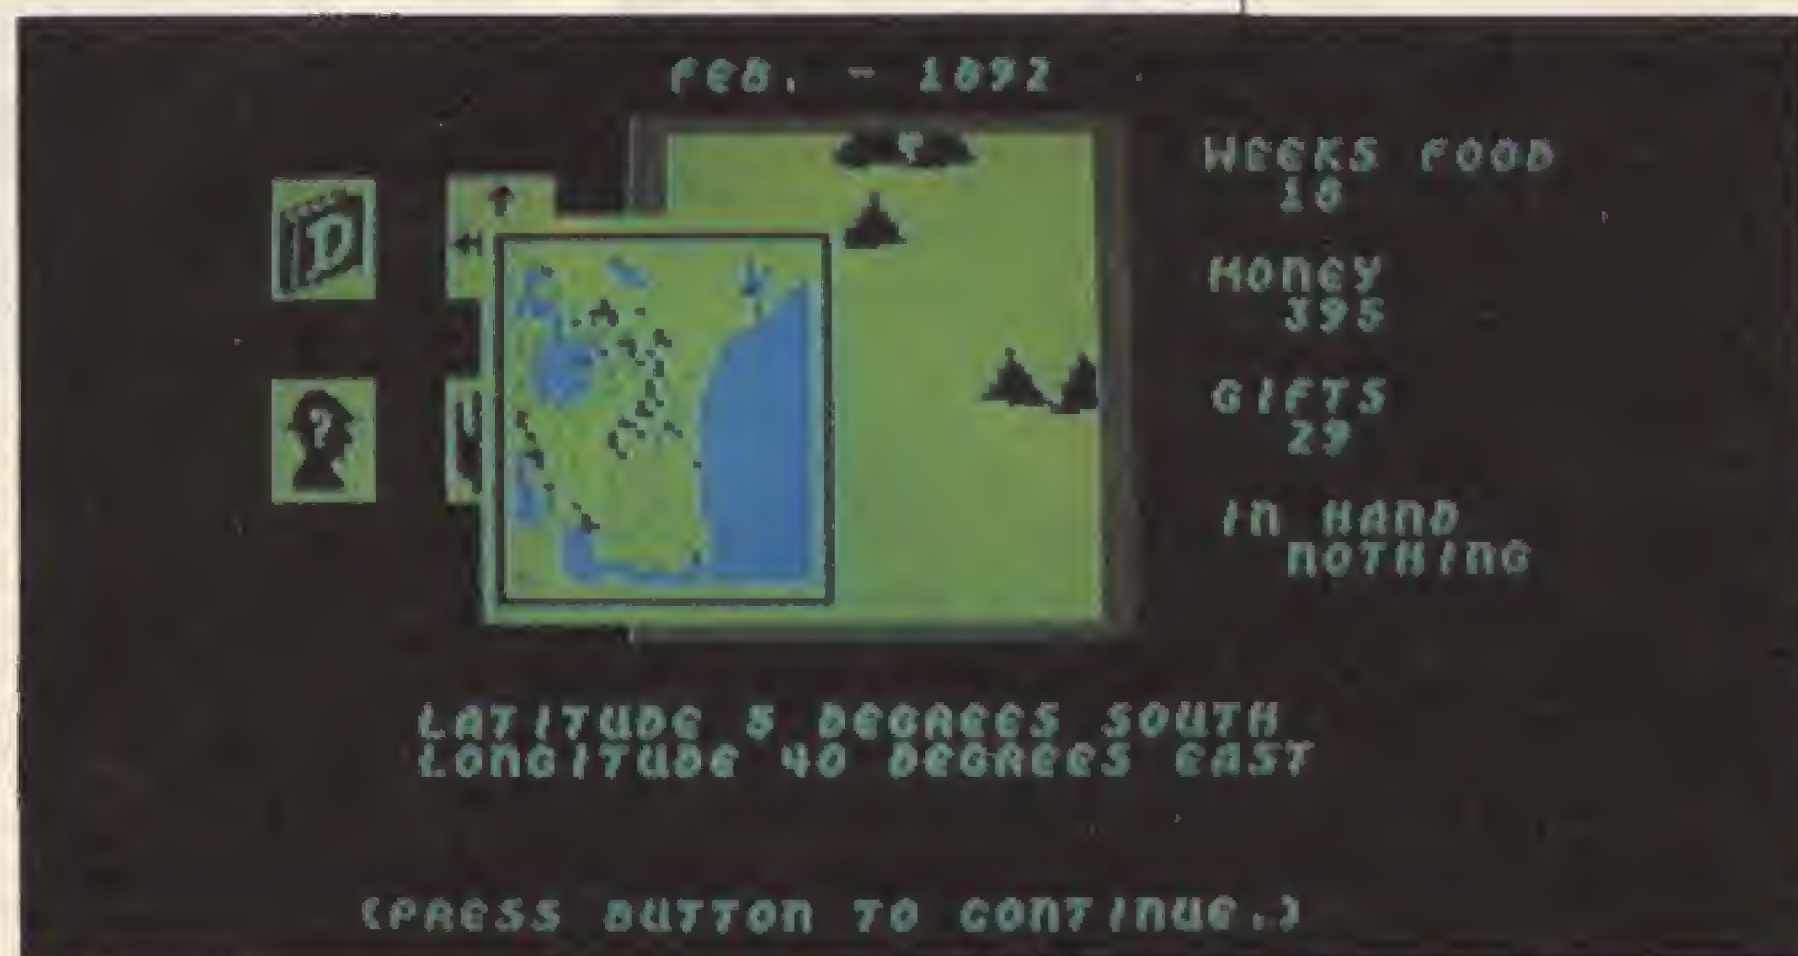 FEB. - 1892
WEEKS FOOD
18
MONEY
395
GIFTS
29
IN HAND
NOTHING
D
?
LATITUDE DEGREES SOUTH
LONGITUDE 40 DEGREES EAST
(PRESS BUTTON TO CONTINUE.)